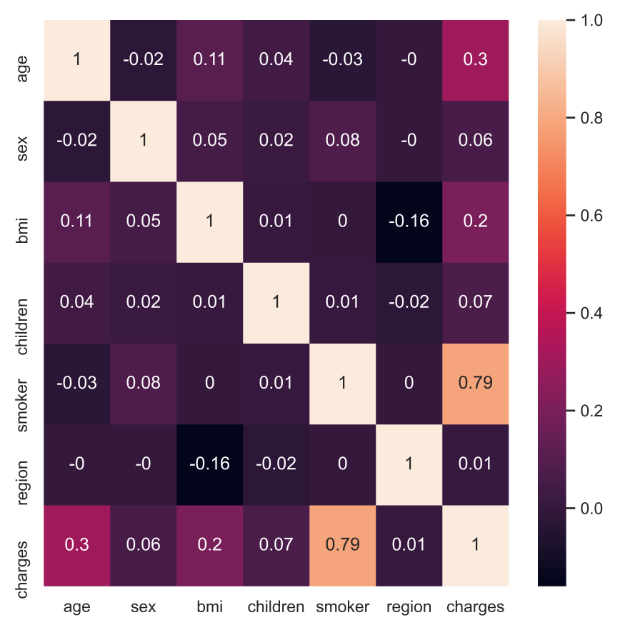 age 1 -0.02 0.11 0.04 -0.03 -0 0.3
sex -0.02 1 0.05 0.02 0.08 -0 0.06
bmi 0.11 0.05 1 0.01 0 -0.16 0.2
children 0.04 0.02 0.01 1 0.01 -0.02 0.07
smoker -0.03 0.08 0 0.01 1 0 0.79
region -0 -0 -0.16 -0.02 0 1 0.01
charges 0.3 0.06 0.2 0.07 0.79 0.01 1
age sex bmi children smoker region charges
1.0
0.8
0.6
0.4
0.2
0.0